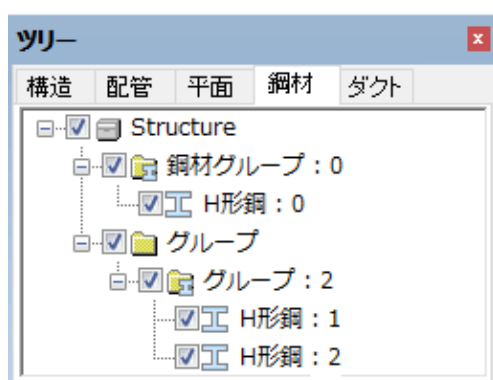 ツリー
構造 配管 平面 鋼材 ダクト
Structure
鋼材グループ：0
H形鋼：0
グループ
グループ：2
H形鋼：1
H形鋼：2